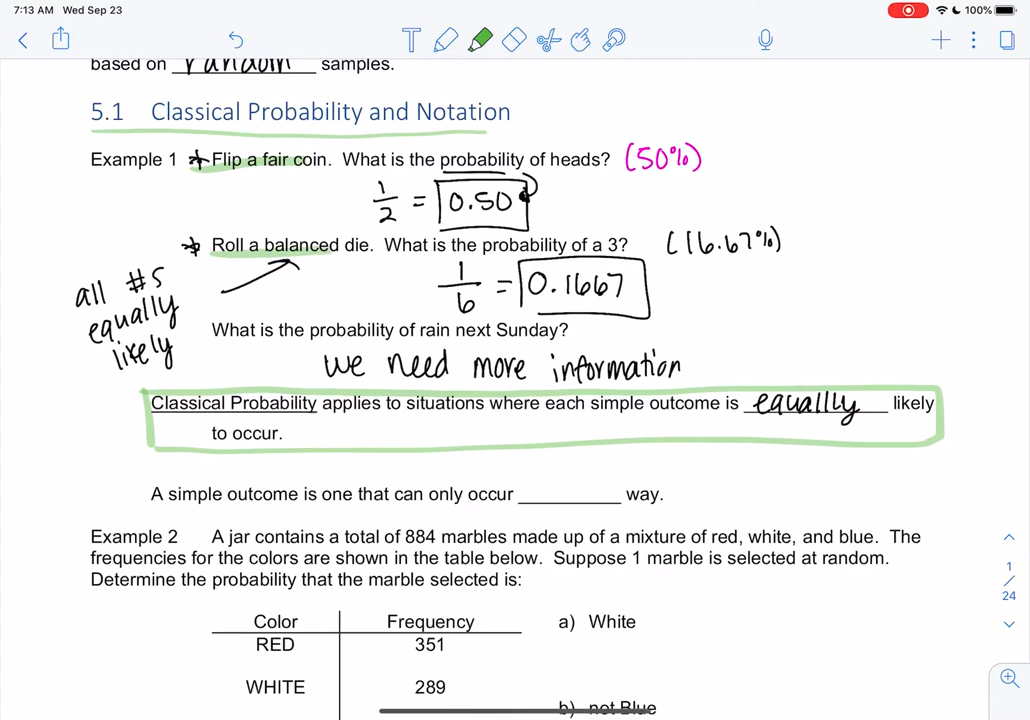 7:13 AM Wed Sep 23
100%
based on random samples.
5.1 Classical Probability and Notation
Example 1 * Flip a fair coin. What is the probability of heads? (50%)
1/2 = 0.50
* Roll a balanced die. What is the probability of a 3? (16.67%)
all #s
equally
likely
1/6 = 0.1667
What is the probability of rain next Sunday?
we need more information
Classical Probability applies to situations where each simple outcome is equallly likely
to occur.
A simple outcome is one that can only occur __________ way.
Example 2 A jar contains a total of 884 marbles made up of a mixture of red, white, and blue. The
frequencies for the colors are shown in the table below. Suppose 1 marble is selected at random.
Determine the probability that the marble selected is:
Color Frequency a) White
RED 351
WHITE 289
b) not Blue
1
/
24